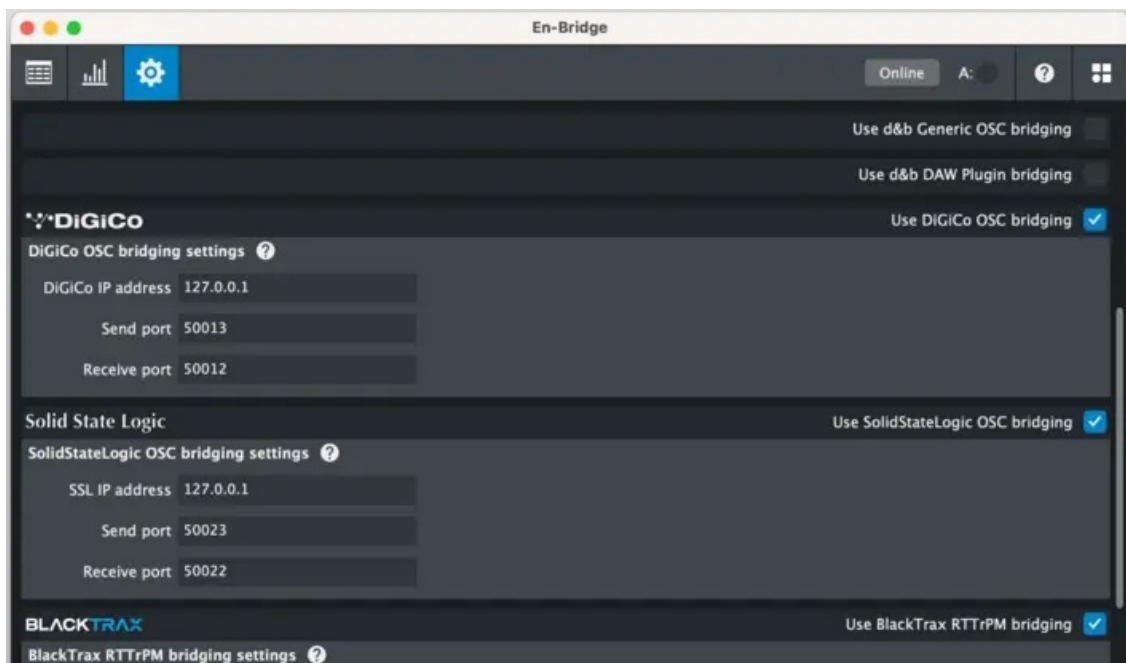 En-Bridge
Online A:
Use d&b Generic OSC bridging
Use d&b DAW Plugin bridging
DiGiCo Use DiGiCo OSC bridging
DiGiCo OSC bridging settings ?
DiGiCo IP address 127.0.0.1
Send port 50013
Receive port 50012
Solid State Logic Use SolidStateLogic OSC bridging
SolidStateLogic OSC bridging settings ?
SSL IP address 127.0.0.1
Send port 50023
Receive port 50022
BLACKTRAX Use BlackTrax RTTrPM bridging
BlackTrax RTTrPM bridging settings ?